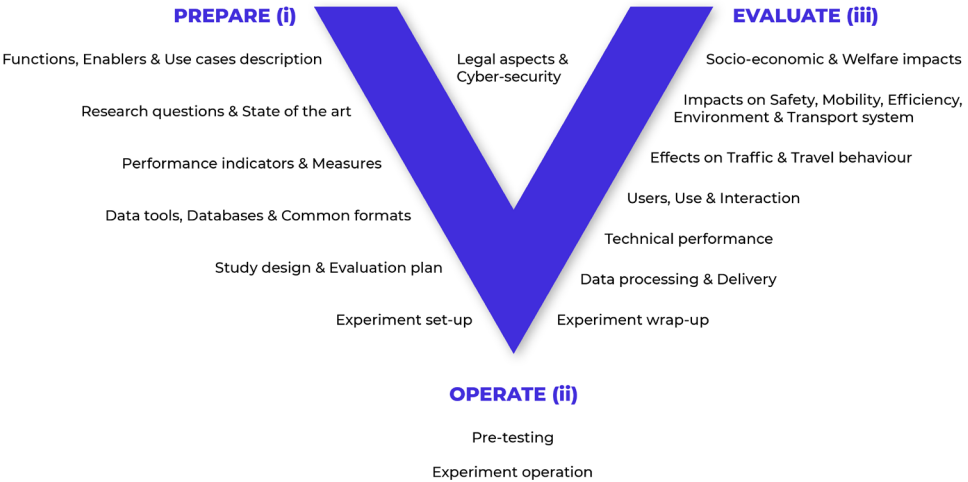 PREPARE (i)
Functions, Enablers & Use cases description
Research questions & State of the art
Performance indicators & Measures
Data tools, Databases & Common formats
Study design & Evaluation plan
Experiment set-up
Legal aspects &
Cyber-security
EVALUATE (iii)
Socio-economic & Welfare impacts
Impacts on Safety, Mobility, Efficiency,
Environment & Transport system
Effects on Traffic & Travel behaviour
Users, Use & Interaction
Technical performance
Data processing & Delivery
Experiment wrap-up
OPERATE (ii)
Pre-testing
Experiment operation